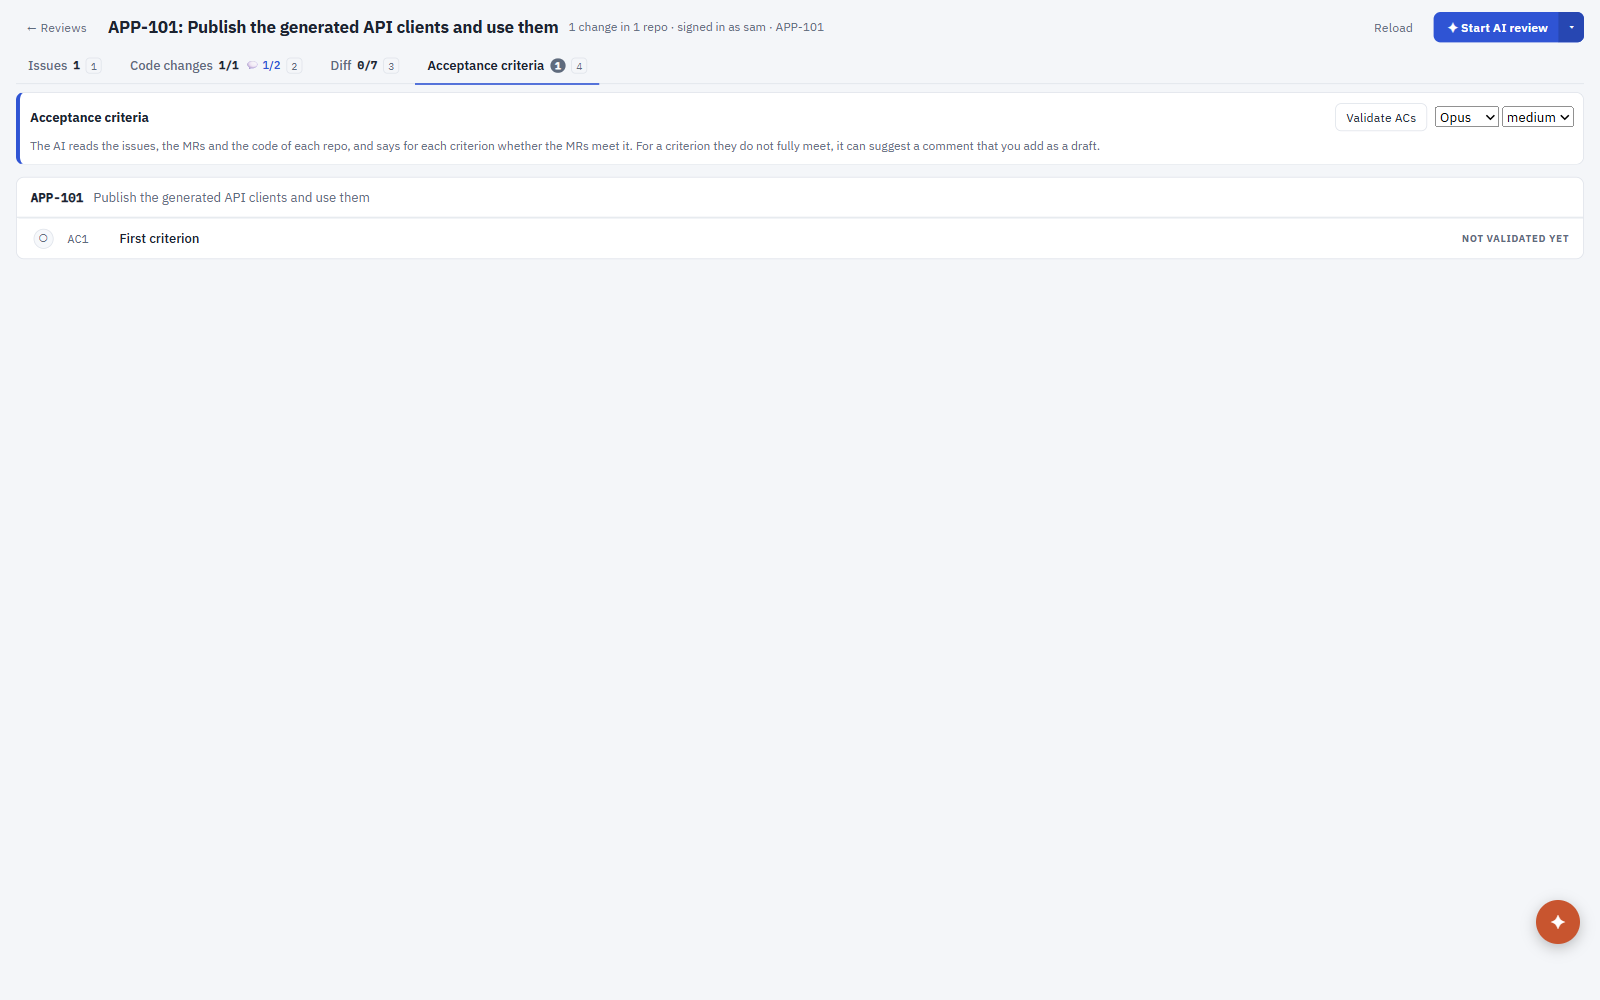 ← Reviews APP-101: Publish the generated API clients and use them 1 change in 1 repo · signed in as sam · APP-101 Reload ✦ Start AI review
Issues 1 1 Code changes 1/1 1/2 2 Diff 0/7 3 Acceptance criteria 1 4
Acceptance criteria Validate ACs Opus medium
The AI reads the issues, the MRs and the code of each repo, and says for each criterion whether the MRs meet it. For a criterion they do not fully meet, it can suggest a comment that you add as a draft.
APP-101 Publish the generated API clients and use them
AC1 First criterion NOT VALIDATED YET